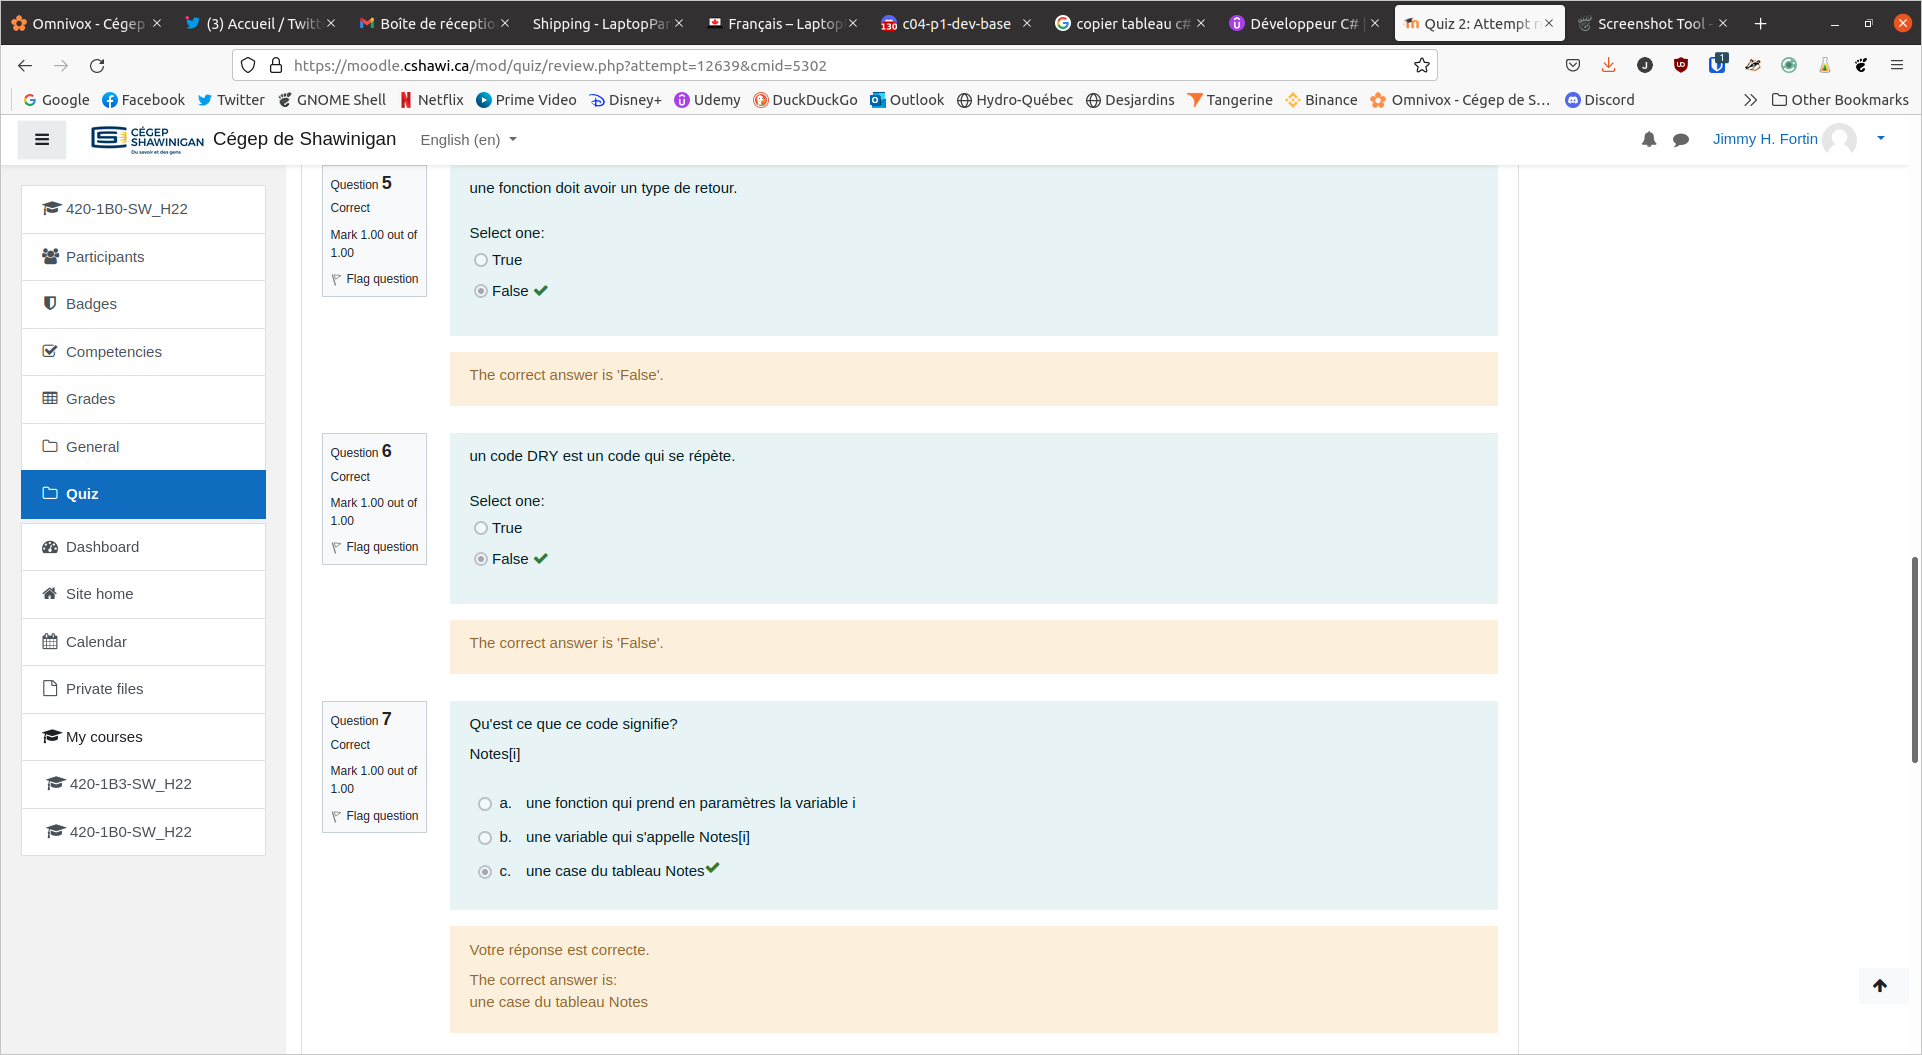 Omnivox - Cégep
(3) Accueil / Twitt
Boîte de réceptio
Shipping - LaptopPar
Français – Laptop
c04-p1-dev-base
copier tableau c#
Développeur C# |
Quiz 2: Attempt r
Screenshot Tool -
https://moodle.cshawi.ca/mod/quiz/review.php?attempt=12639&cmid=5302
Google
Facebook
Twitter
GNOME Shell
Netflix
Prime Video
Disney+
Udemy
DuckDuckGo
Outlook
Hydro-Québec
Desjardins
Tangerine
Binance
Omnivox - Cégep de S…
Discord
Other Bookmarks
CÉGEP
SHAWINIGAN
Du savoir et des gens
Cégep de Shawinigan
English (en)
Jimmy H. Fortin
420-1B0-SW_H22
Participants
Badges
Competencies
Grades
General
Quiz
Dashboard
Site home
Calendar
Private files
My courses
420-1B3-SW_H22
420-1B0-SW_H22
Question 5
Correct
Mark 1.00 out of
1.00
Flag question
une fonction doit avoir un type de retour.
Select one:
True
False
The correct answer is 'False'.
Question 6
Correct
Mark 1.00 out of
1.00
Flag question
un code DRY est un code qui se répète.
Select one:
True
False
The correct answer is 'False'.
Question 7
Correct
Mark 1.00 out of
1.00
Flag question
Qu'est ce que ce code signifie?
Notes[i]
a. une fonction qui prend en paramètres la variable i
b. une variable qui s'appelle Notes[i]
c. une case du tableau Notes
Votre réponse est correcte.
The correct answer is:
une case du tableau Notes